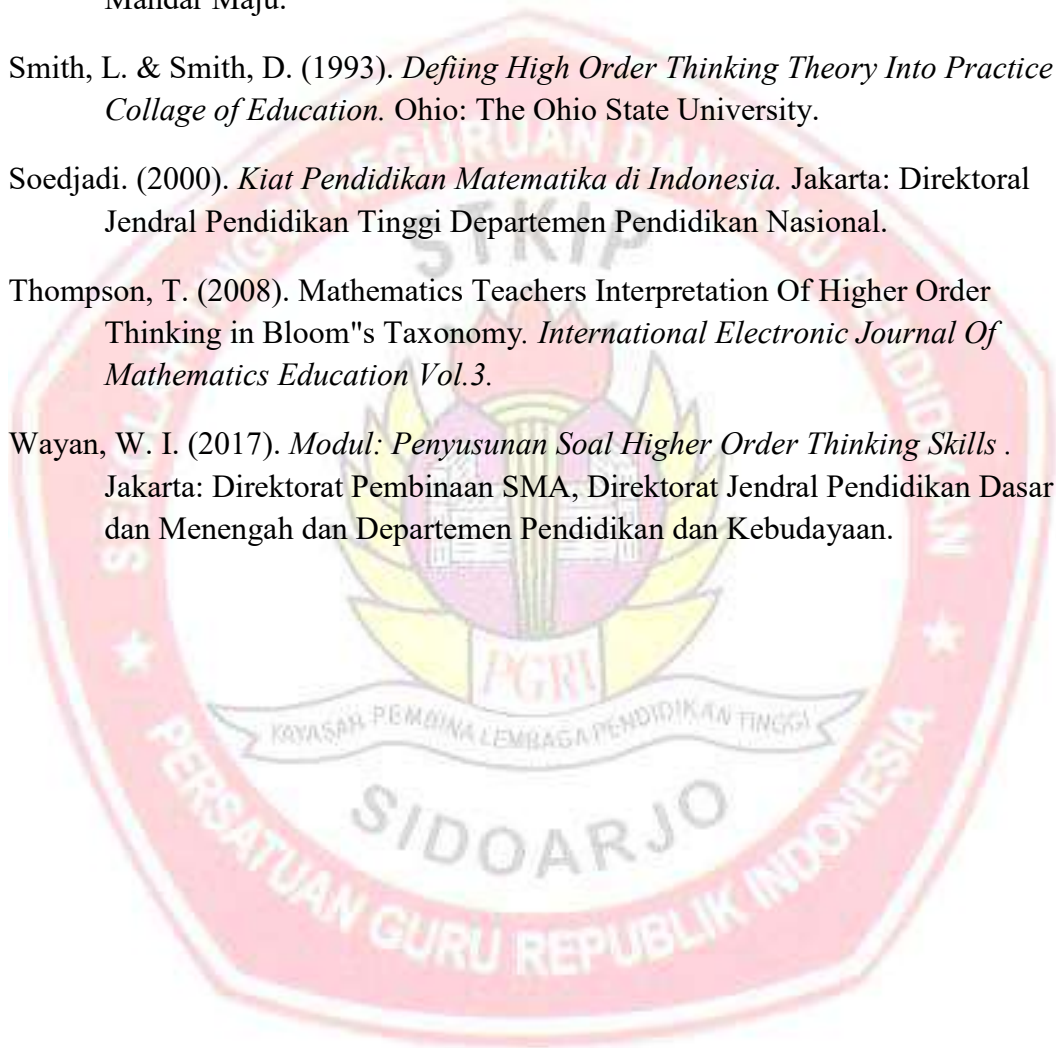 Mandar Maju.
Smith, L. & Smith, D. (1993). Defiing High Order Thinking Theory Into Practice
Collage of Education. Ohio: The Ohio State University.
Soedjadi. (2000). Kiat Pendidikan Matematika di Indonesia. Jakarta: Direktoral
Jendral Pendidikan Tinggi Departemen Pendidikan Nasional.
Thompson, T. (2008). Mathematics Teachers Interpretation Of Higher Order
Thinking in Bloom"s Taxonomy. International Electronic Journal Of
Mathematics Education Vol.3.
Wayan, W. I. (2017). Modul: Penyusunan Soal Higher Order Thinking Skills .
Jakarta: Direktorat Pembinaan SMA, Direktorat Jendral Pendidikan Dasar
dan Menengah dan Departemen Pendidikan dan Kebudayaan.
KEGURUAN DAN ILMU PENDIDIKAN
STKIP
PGRI
PEMBINA LEMBAGA PENDIDIKAN TINGGI
SIDOARJO
PERSATUAN GURU REPUBLIK INDONESIA